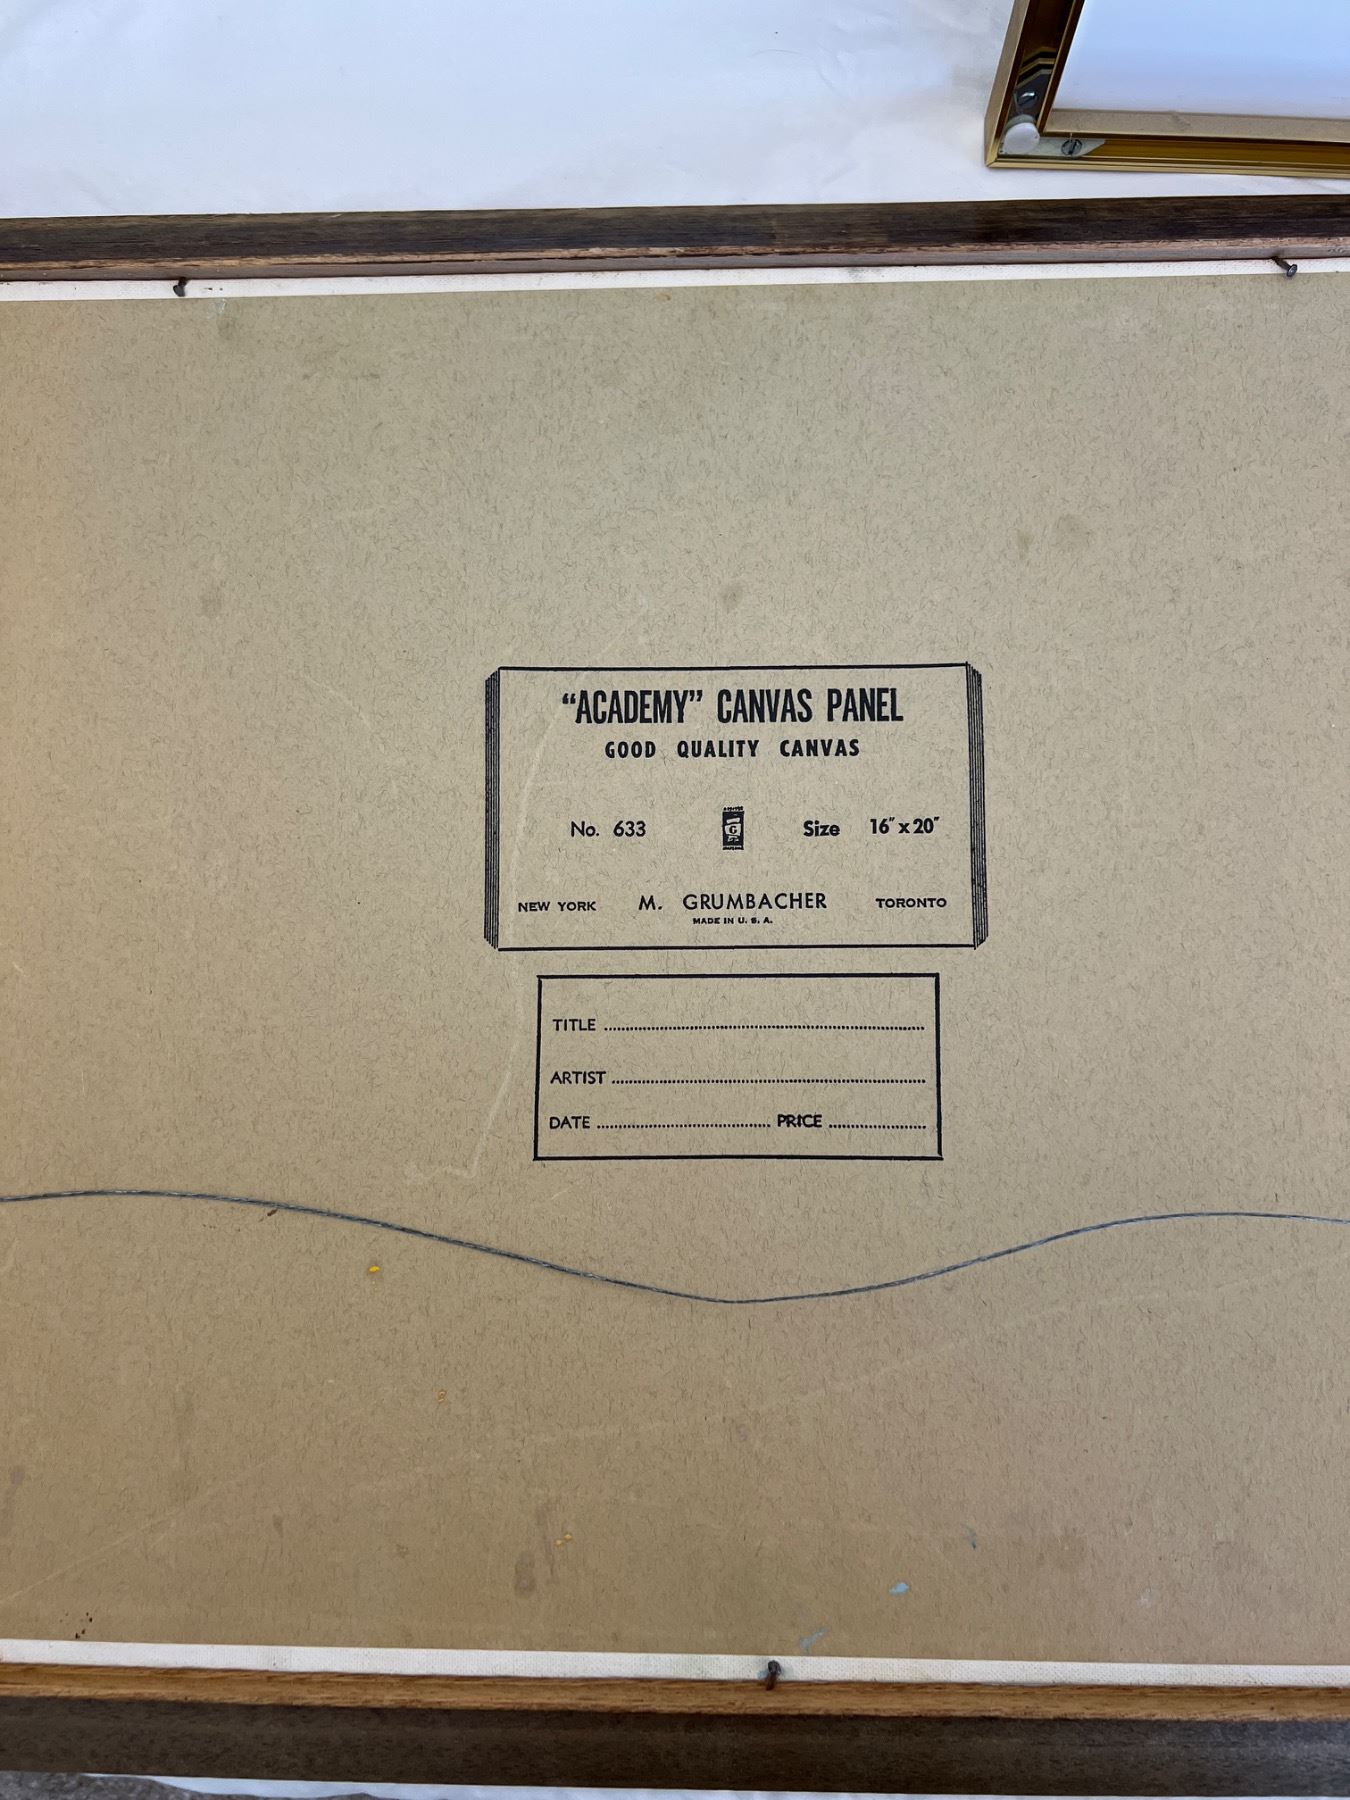 “ACADEMY” CANVAS PANEL
GOOD QUALITY CANVAS
No. 633 G Size 16" x 20"
NEW YORK M. GRUMBACHER TORONTO
MADE IN U. S. A.
TITLE
ARTIST
DATE PRICE